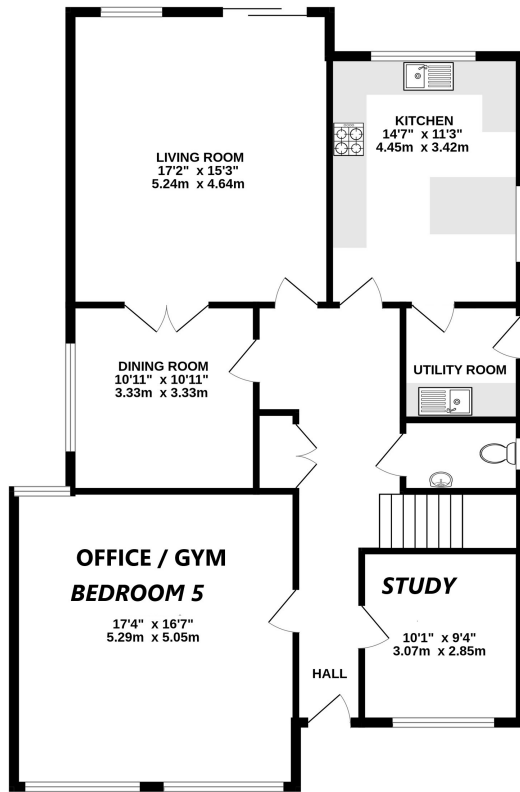 KITCHEN
14'7" x 11'3"
4.45m x 3.42m
LIVING ROOM
17'2" x 15'3"
5.24m x 4.64m
DINING ROOM
10'11" x 10'11"
3.33m x 3.33m
UTILITY ROOM
OFFICE / GYM
BEDROOM 5
17'4" x 16'7"
5.29m x 5.05m
STUDY
10'1" x 9'4"
3.07m x 2.85m
HALL